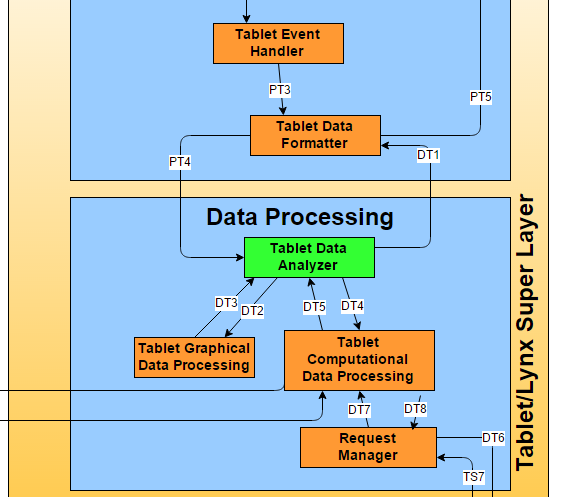 Tablet Event
Handler
PT3
PT5
Tablet Data
Formatter
PT4
DT1
Data Processing
Tablet Data
Analyzer
DT3
DT2
DT5
DT4
Tablet Graphical
Data Processing
Tablet
Computational
Data Processing
DT7
DT8
Request
Manager
DT6
TS7
Tablet/Lynx Super Layer